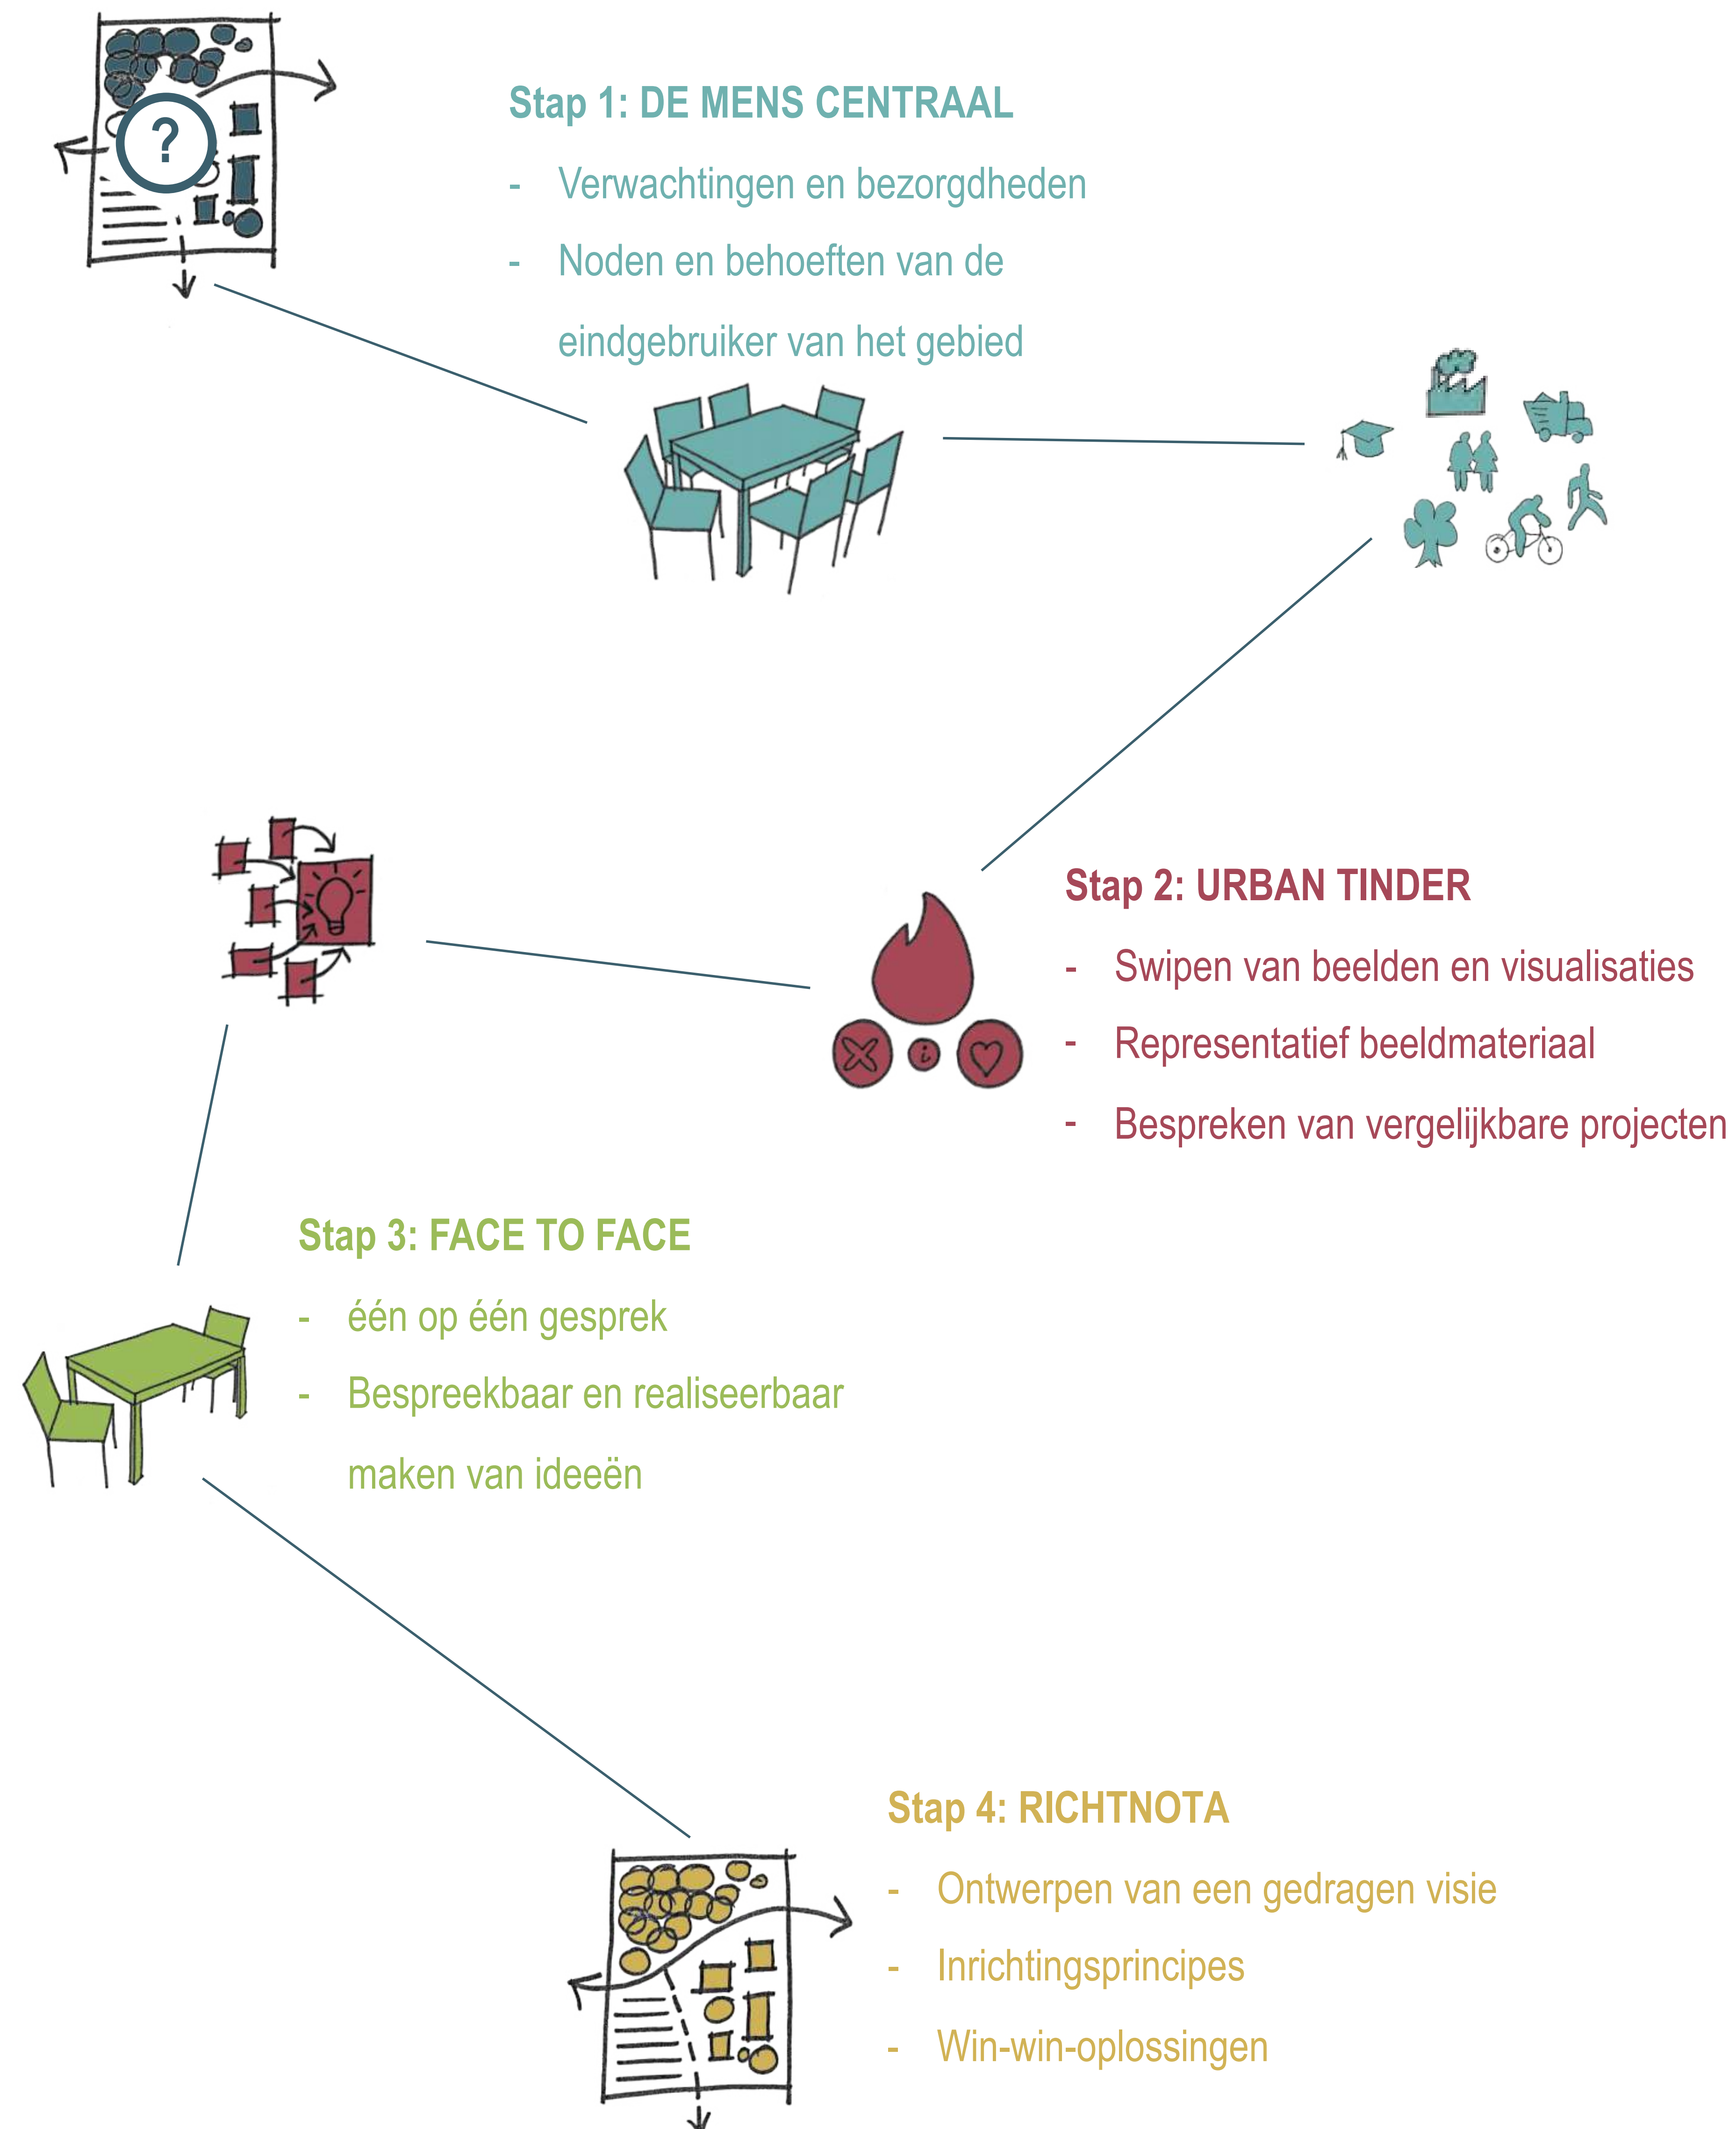 ?
Stap 1: DE MENS CENTRAAL
- Verwachtingen en bezorgdheden
- Noden en behoeften van de
eindgebruiker van het gebied
Stap 2: URBAN TINDER
- Swipen van beelden en visualisaties
- Representatief beeldmateriaal
- Bespreken van vergelijkbare projecten
i
Stap 3: FACE TO FACE
- één op één gesprek
- Bespreekbaar en realiseerbaar
maken van ideeën
Stap 4: RICHTNOTA
- Ontwerpen van een gedragen visie
- Inrichtingsprincipes
- Win-win-oplossingen